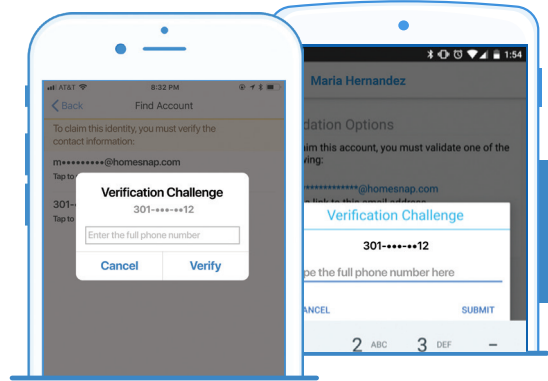 AT&T
8:32 PM
Back
Find Account
To claim this identity, you must verify the
contact information:
m•••••••••@homesnap.com
Tap to
Verification Challenge
301-•••-••12
Enter the full phone number
301-
Tap to
Cancel
Verify
1:54
Maria Hernandez
dation Options
im this account, you must validate one of the
ing:
************@homesnap.com
link to this email address
Verification Challenge
301-•••-••12
pe the full phone number here
ANCEL
SUBMIT
2 ABC
3 DEF
–